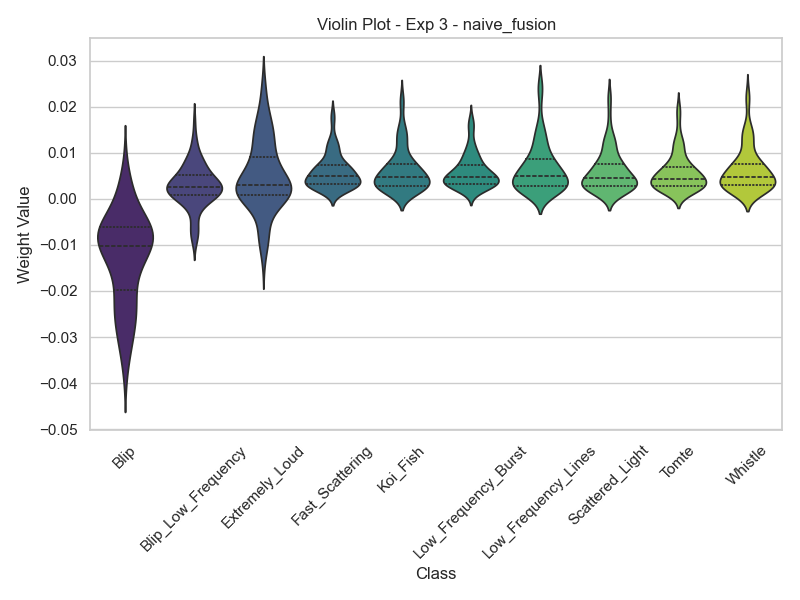 Violin Plot - Exp 3 - naive_fusion
Weight Value
0.03
0.02
0.01
0.00
−0.01
−0.02
−0.03
−0.04
−0.05
Blip
Blip_Low_Frequency
Extremely_Loud
Fast_Scattering
Koi_Fish
Low_Frequency_Burst
Low_Frequency_Lines
Scattered_Light
Tomte
Whistle
Class